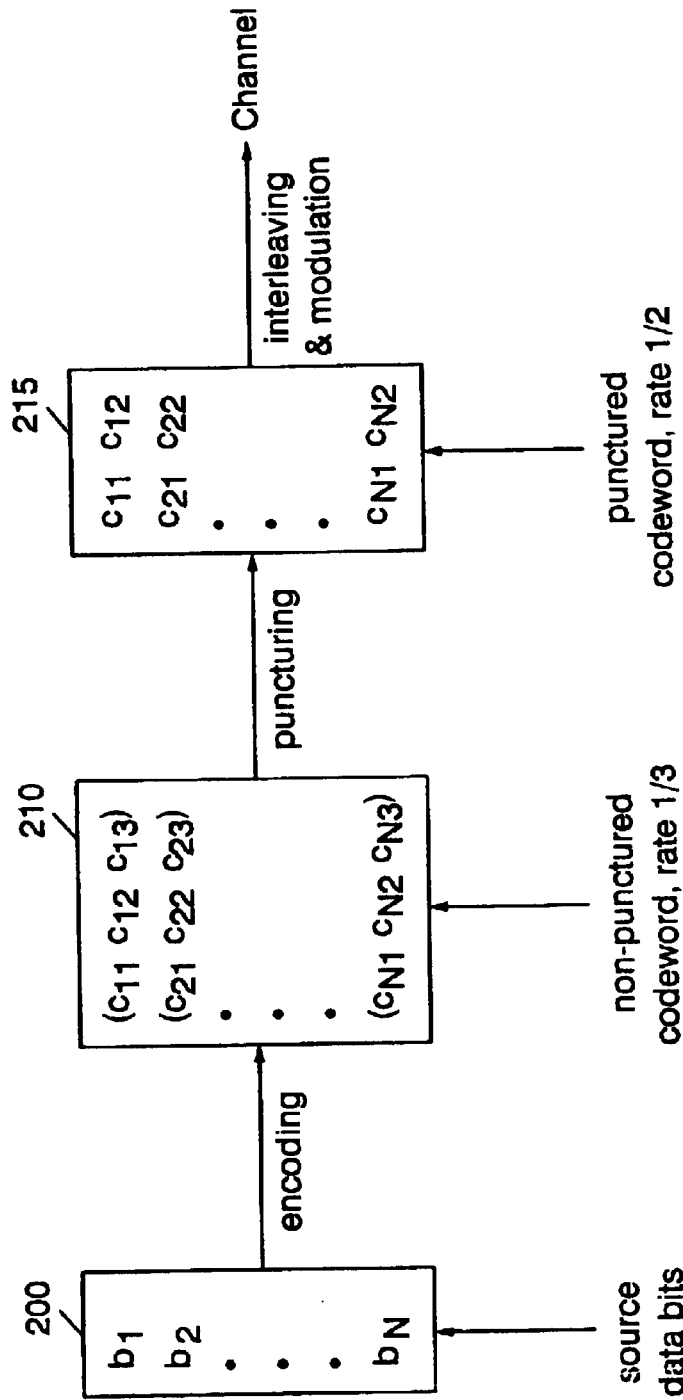 200
b1
b2
bN
source
data bits
encoding
210
(c11 c12 c13)
(c21 c22 c23)
(cN1 cN2 cN3)
non-punctured
codeword, rate 1/3
puncturing
215
c11 c12
c21 c22
cN1 cN2
punctured
codeword, rate 1/2
interleaving
& modulation
Channel